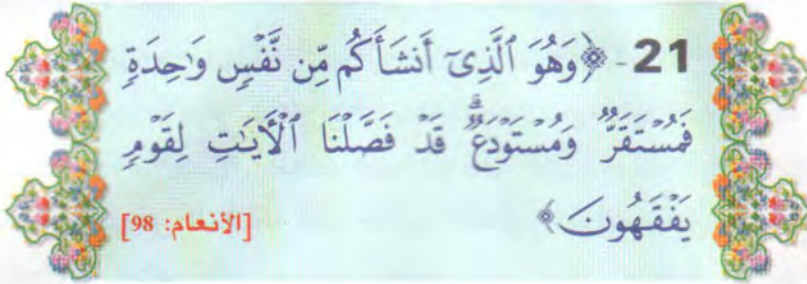 21- ﴿وَهُوَ ٱلَّذِىٓ أَنشَأَكُم مِّن نَّفْسٍ وَٰحِدَةٍ
فَمُسْتَقَرٌّ وَمُسْتَوْدَعٌ ۗ قَدْ فَصَّلْنَا ٱلْأَيَٰتِ لِقَوْمٍ
يَفْقَهُونَ﴾ [الأنعام: 98]